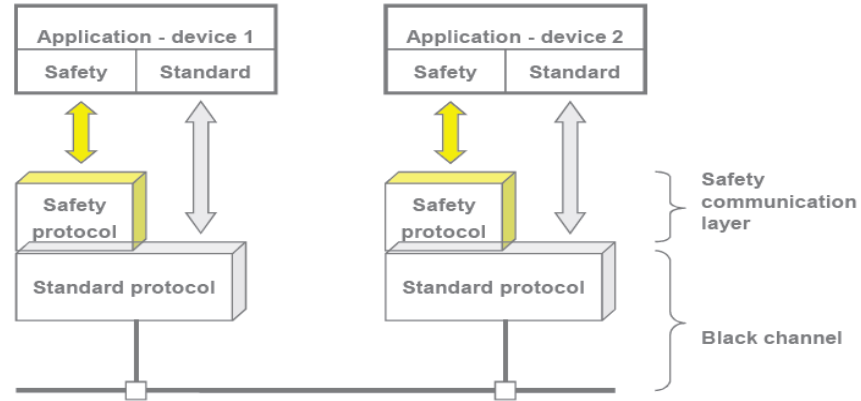 Application - device 1
Safety Standard
Application - device 2
Safety Standard
Safety
protocol
Standard protocol
Safety
protocol
Standard protocol
Safety
communication
layer
Black channel